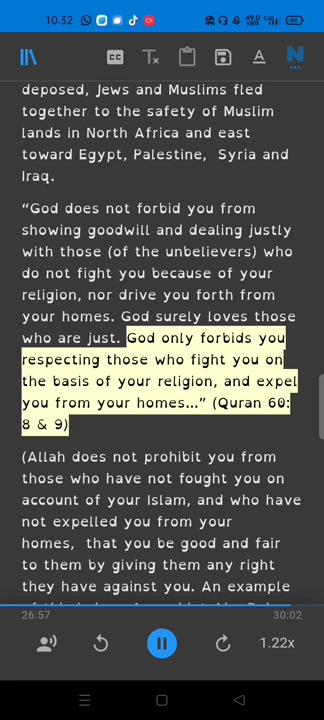 10.32
49.0
KB/S
48
CC
deposed, Jews and Muslims fled
together to the safety of Muslim
lands in North Africa and east
toward Egypt, Palestine,  Syria and
Iraq.
“God does not forbid you from
showing goodwill and dealing justly
with those (of the unbelievers) who
do not fight you because of your
religion, nor drive you forth from
your homes. God surely loves those
who are just. God only forbids you
respecting those who fight you on
the basis of your religion, and expel
you from your homes...” (Quran 60:
8 & 9)
(Allah does not prohibit you from
those who have not fought you on
account of your Islam, and who have
not expelled you from your
homes,  that you be good and fair
to them by giving them any right
they have against you. An example
26:57 30:02
1.22x